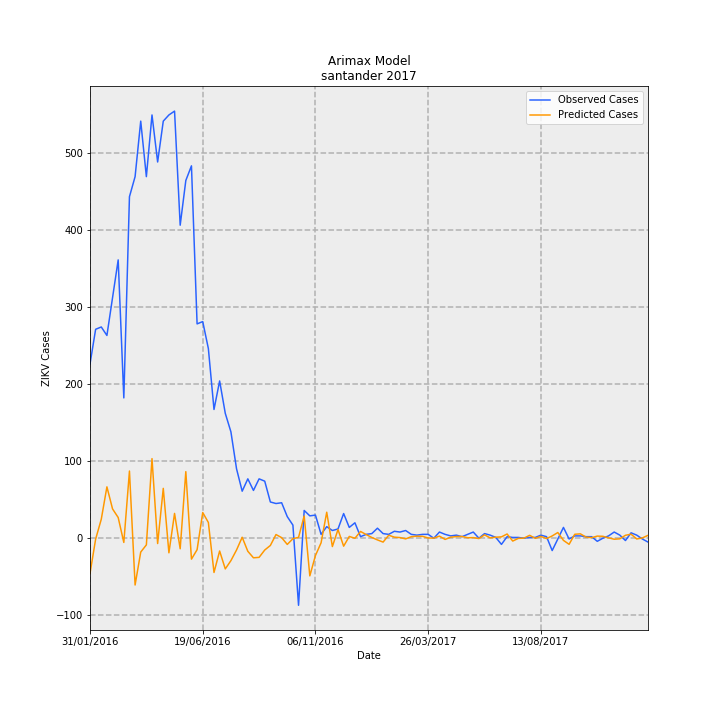 Arimax Model
santander 2017
Observed Cases
Predicted Cases
ZIKV Cases
500
400
300
200
100
0
−100
31/01/2016
19/06/2016
06/11/2016
26/03/2017
13/08/2017
Date